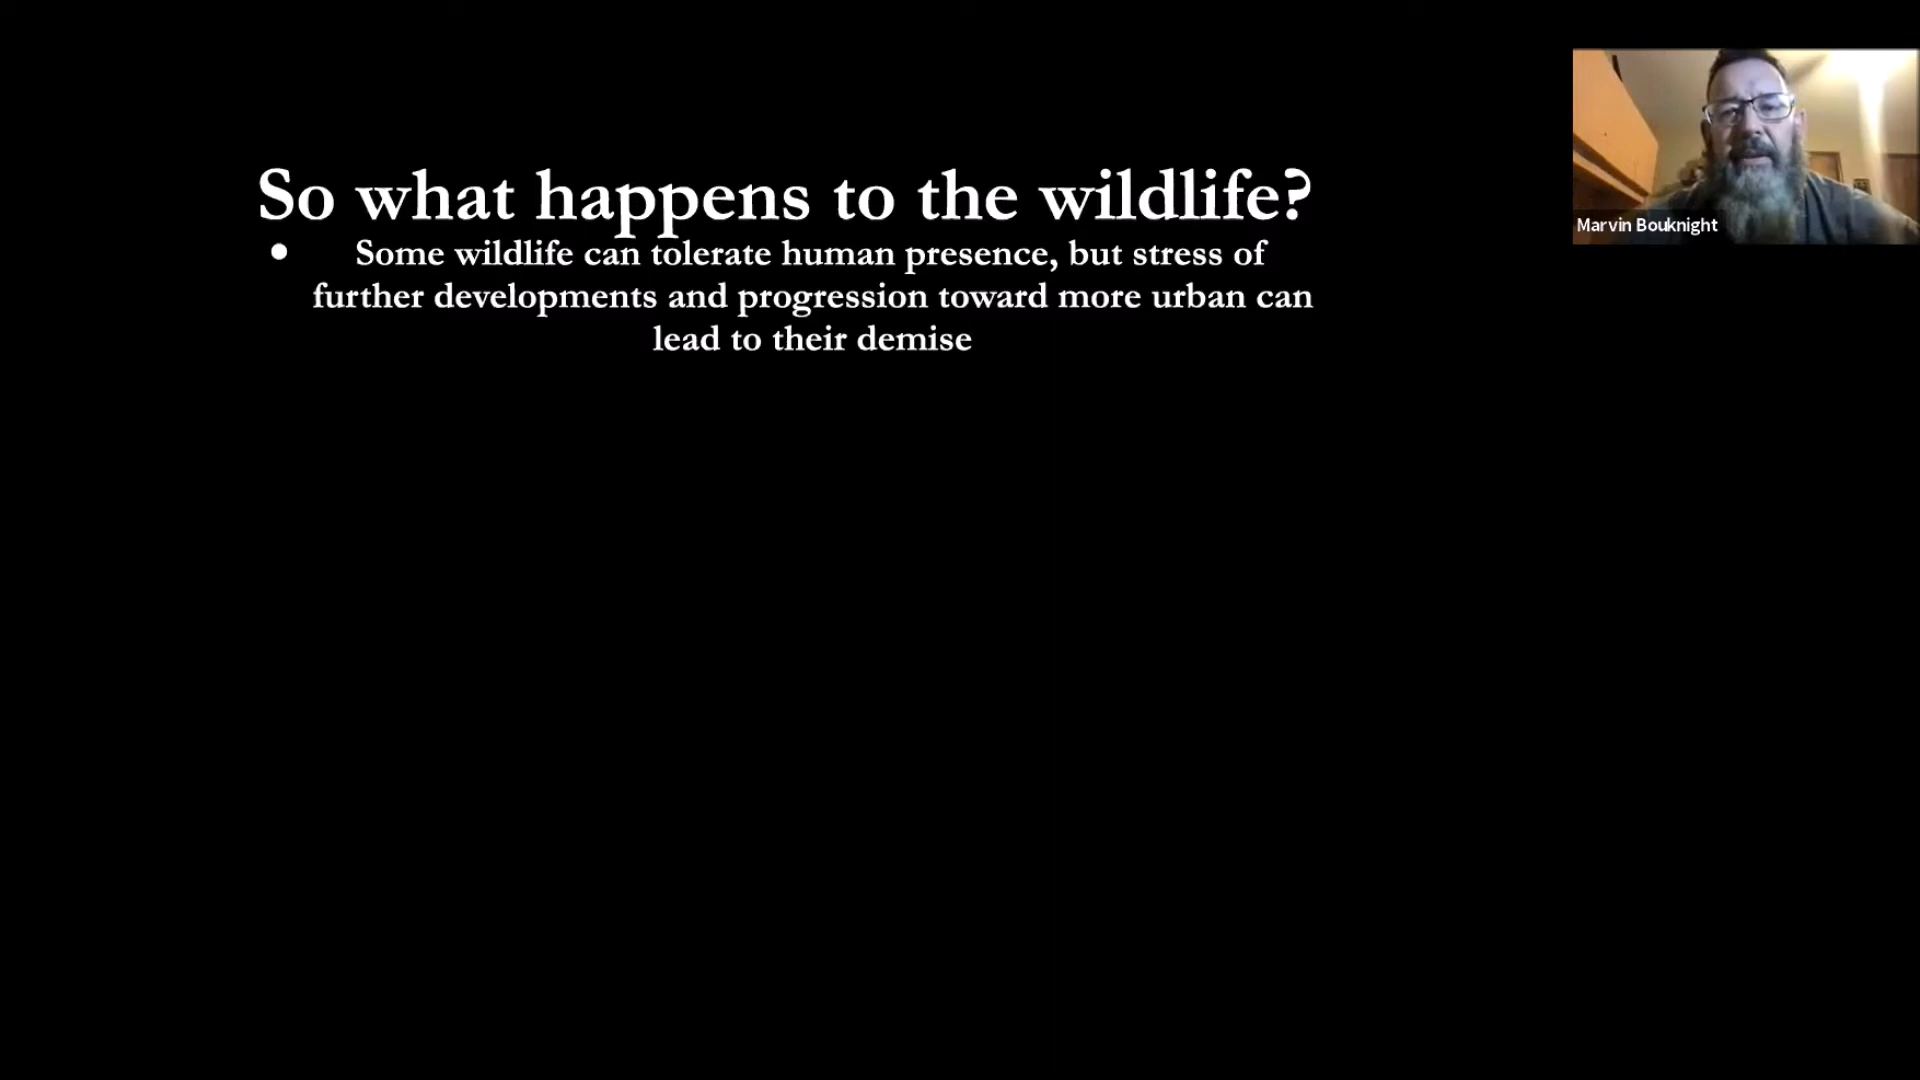 So what happens to the wildlife?
• Some wildlife can tolerate human presence, but stress of
further developments and progression toward more urban can
lead to their demise
Marvin Bouknight